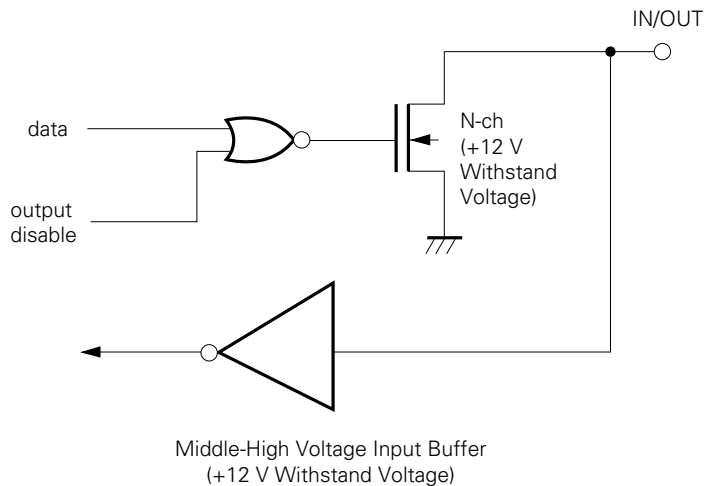 IN/OUT
data
N-ch
(+12 V
Withstand
Voltage)
output
disable
Middle-High Voltage Input Buffer
(+12 V Withstand Voltage)